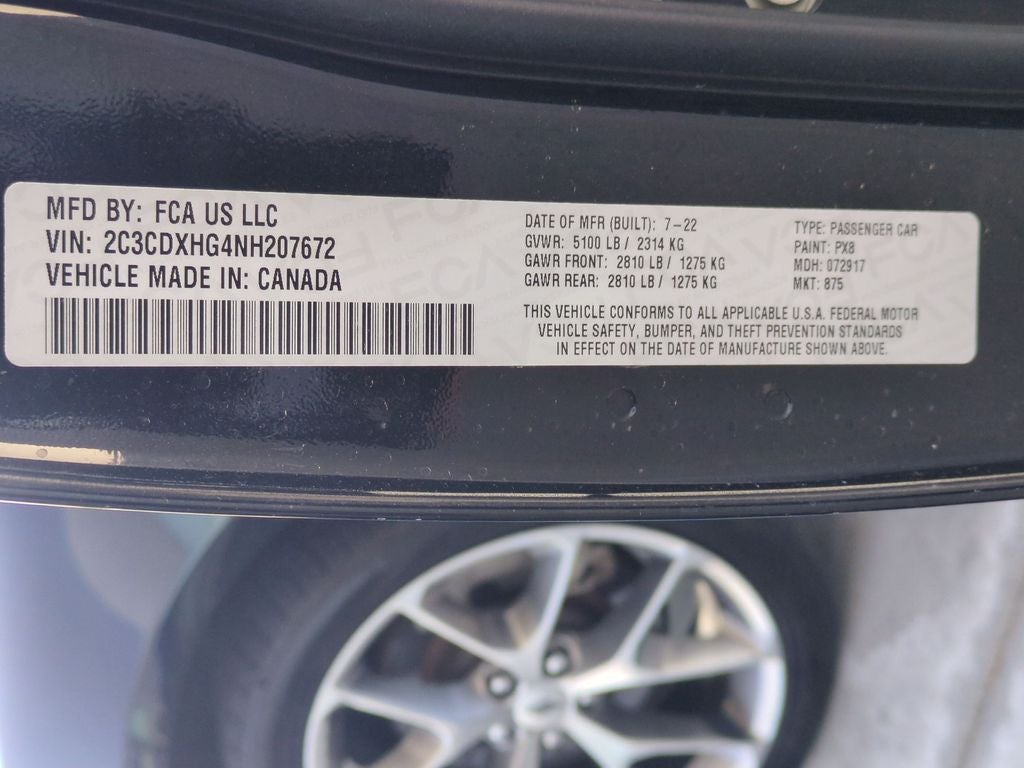 MFD BY: FCA US LLC
VIN: 2C3CDXHG4NH207672
VEHICLE MADE IN: CANADA
DATE OF MFR (BUILT): 7-22
GVWR: 5100 LB / 2314 KG
GAWR FRONT: 2810 LB / 1275 KG
GAWR REAR: 2810 LB / 1275 KG
TYPE: PASSENGER CAR
PAINT: PX8
MDH: 072917
MKT: 875
THIS VEHICLE CONFORMS TO ALL APPLICABLE U.S.A. FEDERAL MOTOR
VEHICLE SAFETY, BUMPER, AND THEFT PREVENTION STANDARDS
IN EFFECT ON THE DATE OF MANUFACTURE SHOWN ABOVE.